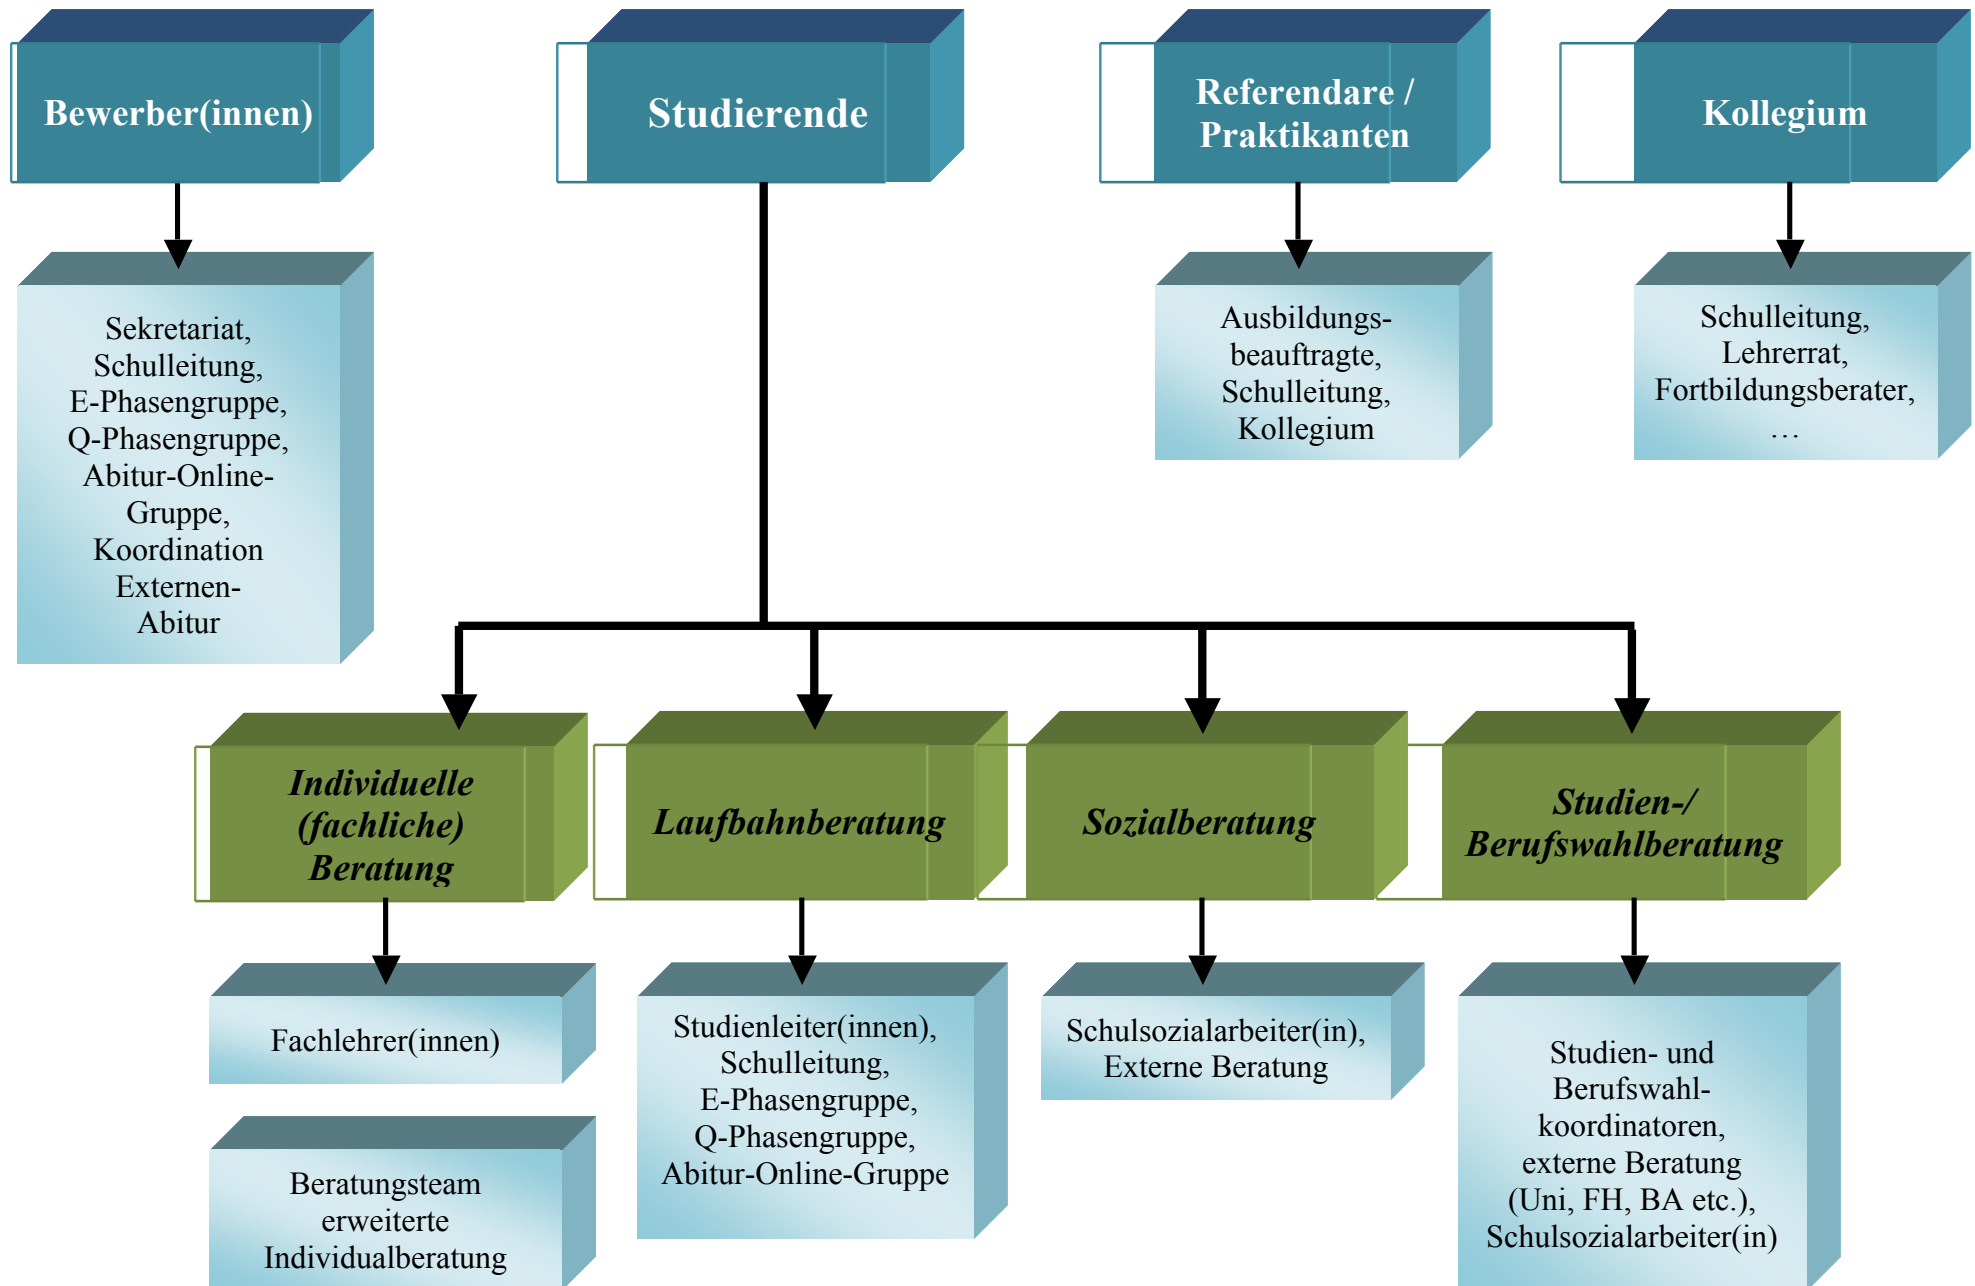 Bewerber(innen)
Studierende
Referendare /
Praktikanten
Kollegium
Sekretariat,
Schulleitung,
E-Phasengruppe,
Q-Phasengruppe,
Abitur-Online-
Gruppe,
Koordination
Externen-
Abitur
Ausbildungs-
beauftragte,
Schulleitung,
Kollegium
Schulleitung,
Lehrerrat,
Fortbildungsberater,
…
Individuelle
(fachliche)
Beratung
Laufbahnberatung
Sozialberatung
Studien-/
Berufswahlberatung
Fachlehrer(innen)
Beratungsteam
erweiterte
Individualberatung
Studienleiter(innen),
Schulleitung,
E-Phasengruppe,
Q-Phasengruppe,
Abitur-Online-Gruppe
Schulsozialarbeiter(in),
Externe Beratung
Studien- und
Berufswahl-
koordinatoren,
externe Beratung
(Uni, FH, BA etc.),
Schulsozialarbeiter(in)